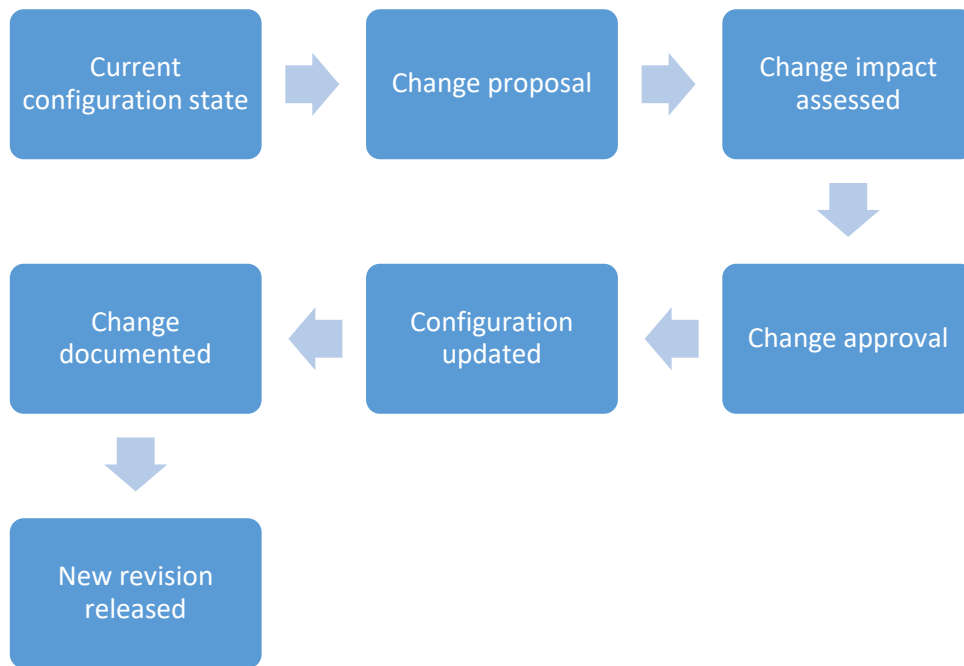 Current
configuration state
Change proposal
Change impact
assessed
Change approval
Configuration
updated
Change
documented
New revision
released